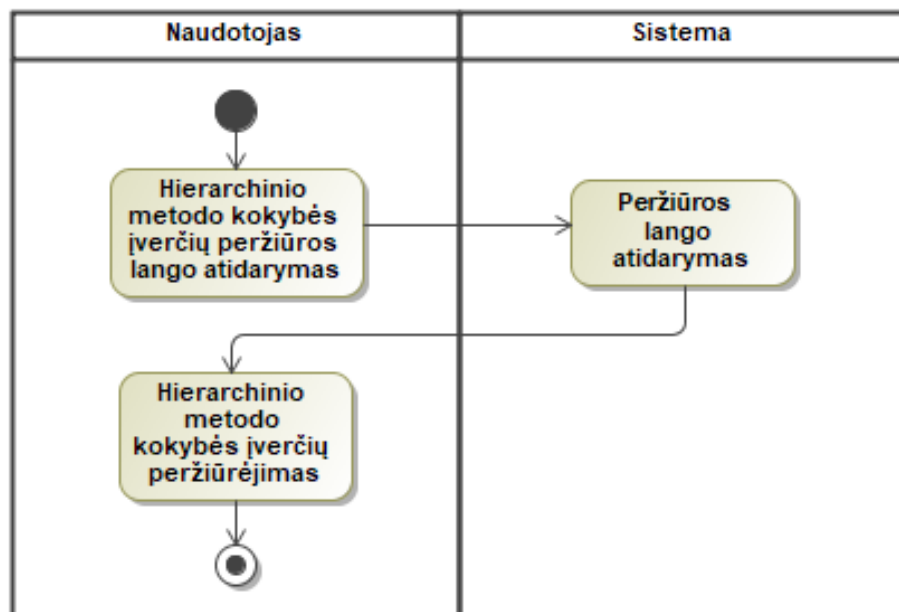 Naudotojas
Sistema
Hierarchinio
metodo kokybės
įverčių peržiūros
lango atidarymas
Peržiūros
lango
atidarymas
Hierarchinio
metodo
kokybės įverčių
peržiūrėjimas